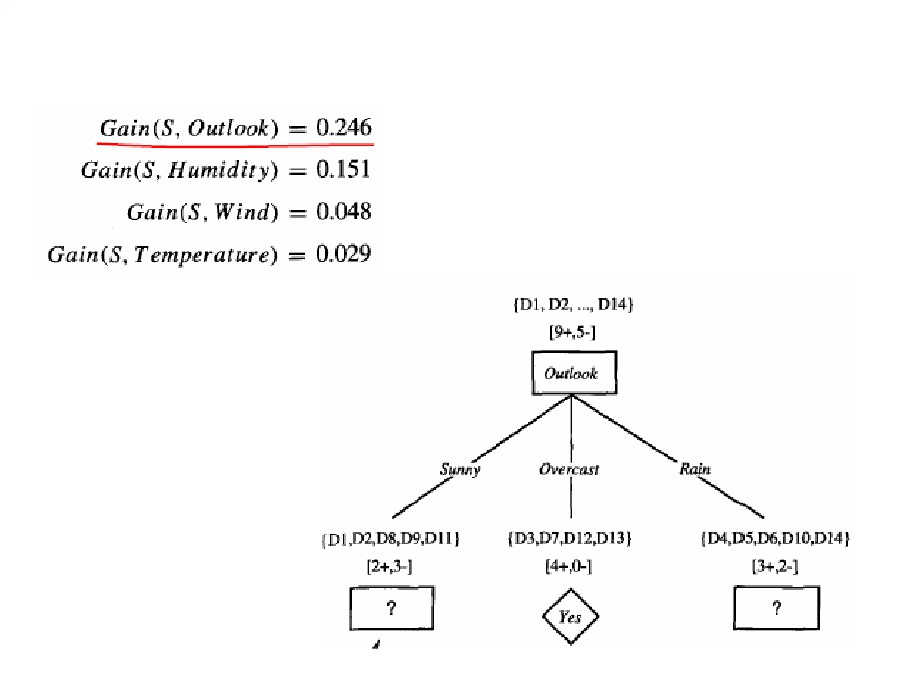 Gain(S, Outlook) = 0.246
Gain(S, Humidity) = 0.151
Gain(S, Wind) = 0.048
Gain(S, Temperature) = 0.029
{D1, D2, ..., D14}
[9+,5-]
Outlook
Sunny Overcast Rain
{D1,D2,D8,D9,D11} {D3,D7,D12,D13} {D4,D5,D6,D10,D14}
[2+,3-] [4+,0-] [3+,2-]
? Yes ?